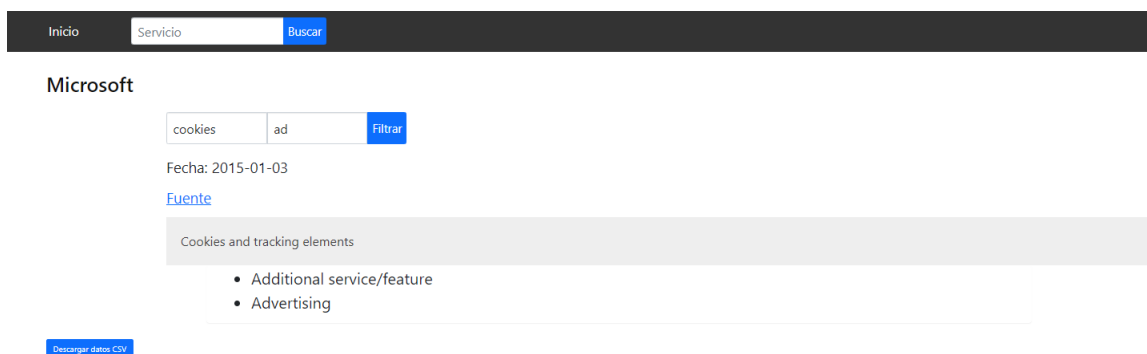 Inicio Servicio Buscar
Microsoft
cookies ad Filtrar
Fecha: 2015-01-03
Fuente
Cookies and tracking elements
• Additional service/feature
• Advertising
Descargar datos CSV